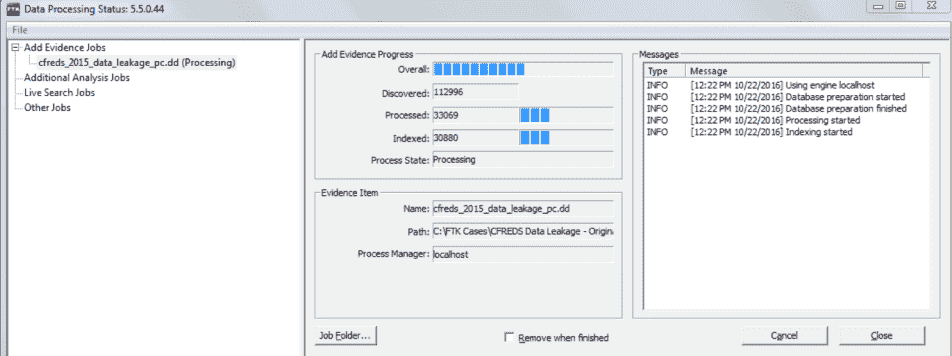 FTK Data Processing Status: 5.5.0.44
File
Add Evidence Jobs
cfreds_2015_data_leakage_pc.dd (Processing)
Additional Analysis Jobs
Live Search Jobs
Other Jobs
Add Evidence Progress
Overall:
Discovered: 112996
Processed: 33069
Indexed: 30880
Process State: Processing
Evidence Item
Name: cfreds_2015_data_leakage_pc.dd
Path: C:\FTK Cases\CFREDS Data Leakage - Origina
Process Manager: localhost
Job Folder...
Remove when finished
Messages
Type Message
INFO [12:22 PM 10/22/2016] Using engine localhost
INFO [12:22 PM 10/22/2016] Database preparation started
INFO [12:22 PM 10/22/2016] Database preparation finished
INFO [12:22 PM 10/22/2016] Processing started
INFO [12:22 PM 10/22/2016] Indexing started
Cancel
Close